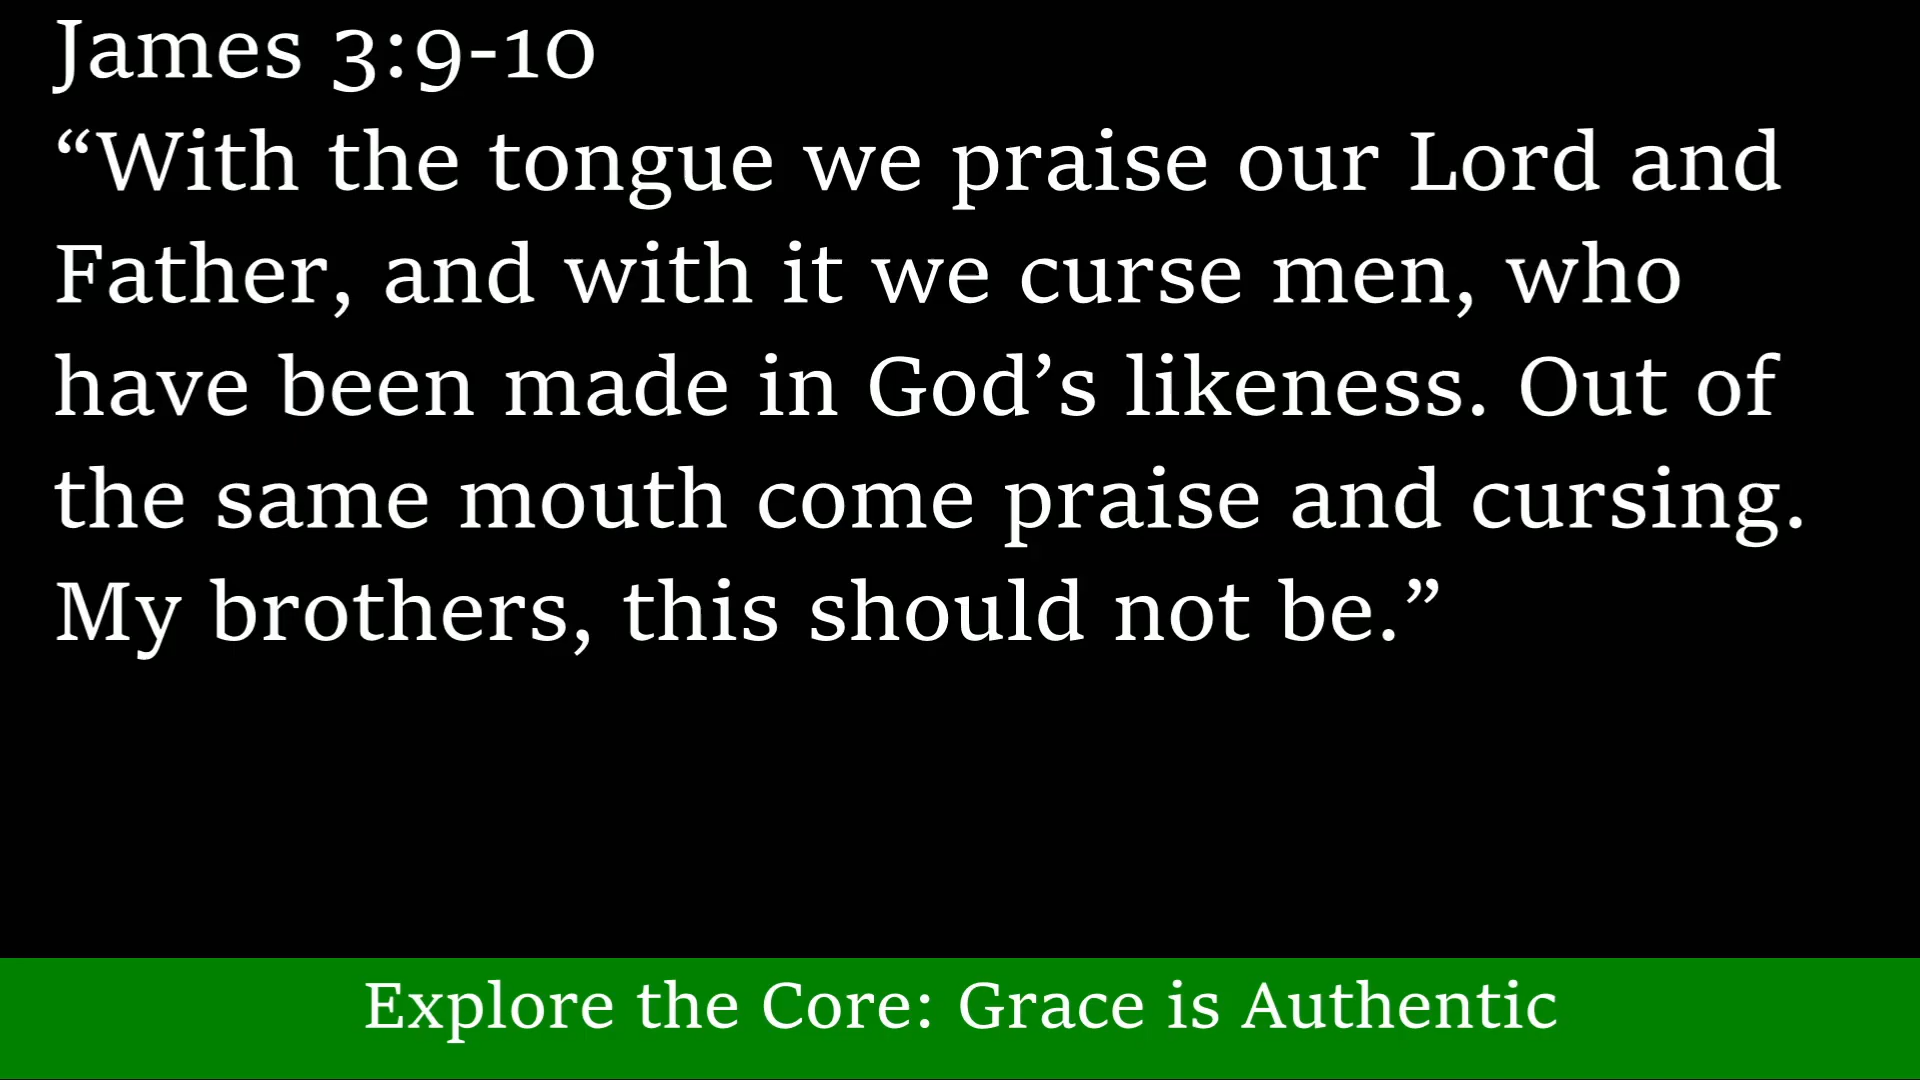 James 3:9-10
“With the tongue we praise our Lord and
Father, and with it we curse men, who
have been made in God’s likeness. Out of
the same mouth come praise and cursing.
My brothers, this should not be.”
Explore the Core: Grace is Authentic